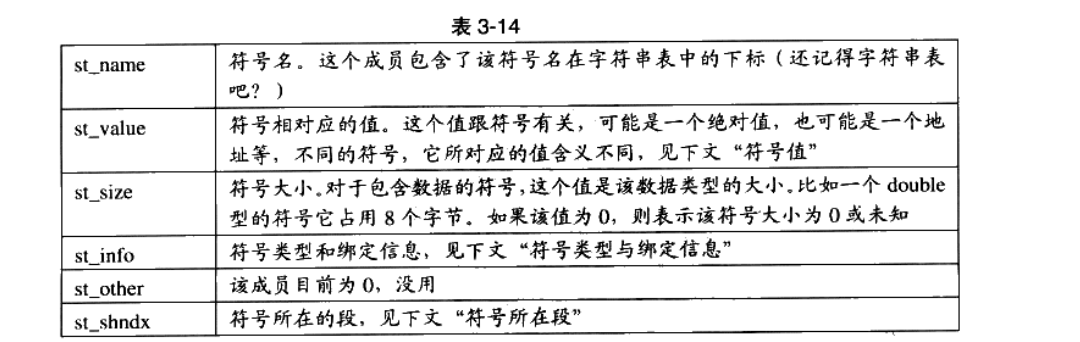 表 3-14
st_name 符号名。这个成员包含了该符号名在字符串表中的下标（还记得字符串表
吧？）
st_value 符号相对应的值。这个值跟符号有关，可能是一个绝对值，也可能是一个地
址等，不同的符号，它所对应的值含义不同，见下文“符号值”
st_size 符号大小。对于包含数据的符号，这个值是该数据类型的大小。比如一个 double
型的符号它占用 8 个字节。如果该值为 0，则表示该符号大小为 0 或未知
st_info 符号类型和绑定信息，见下文“符号类型与绑定信息”
st_other 该成员目前为 0，没用
st_shndx 符号所在的段，见下文“符号所在段”